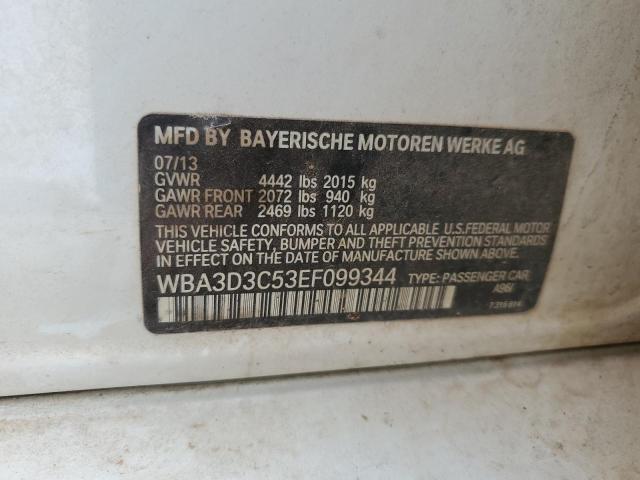 MFD BY BAYERISCHE MOTOREN WERKE AG
07/13
GVWR 4442 lbs 2015 kg
GAWR FRONT 2072 lbs 940 kg
GAWR REAR 2469 lbs 1120 kg
THIS VEHICLE CONFORMS TO ALL APPLICABLE U.S.FEDERAL MOTOR
VEHICLE SAFETY, BUMPER AND THEFT PREVENTION STANDARDS
IN EFFECT ON THE DATE OF MANUFACTURE SHOWN ABOVE.
WBA3D3C53EF099344 TYPE: PASSENGER CAR
A96/